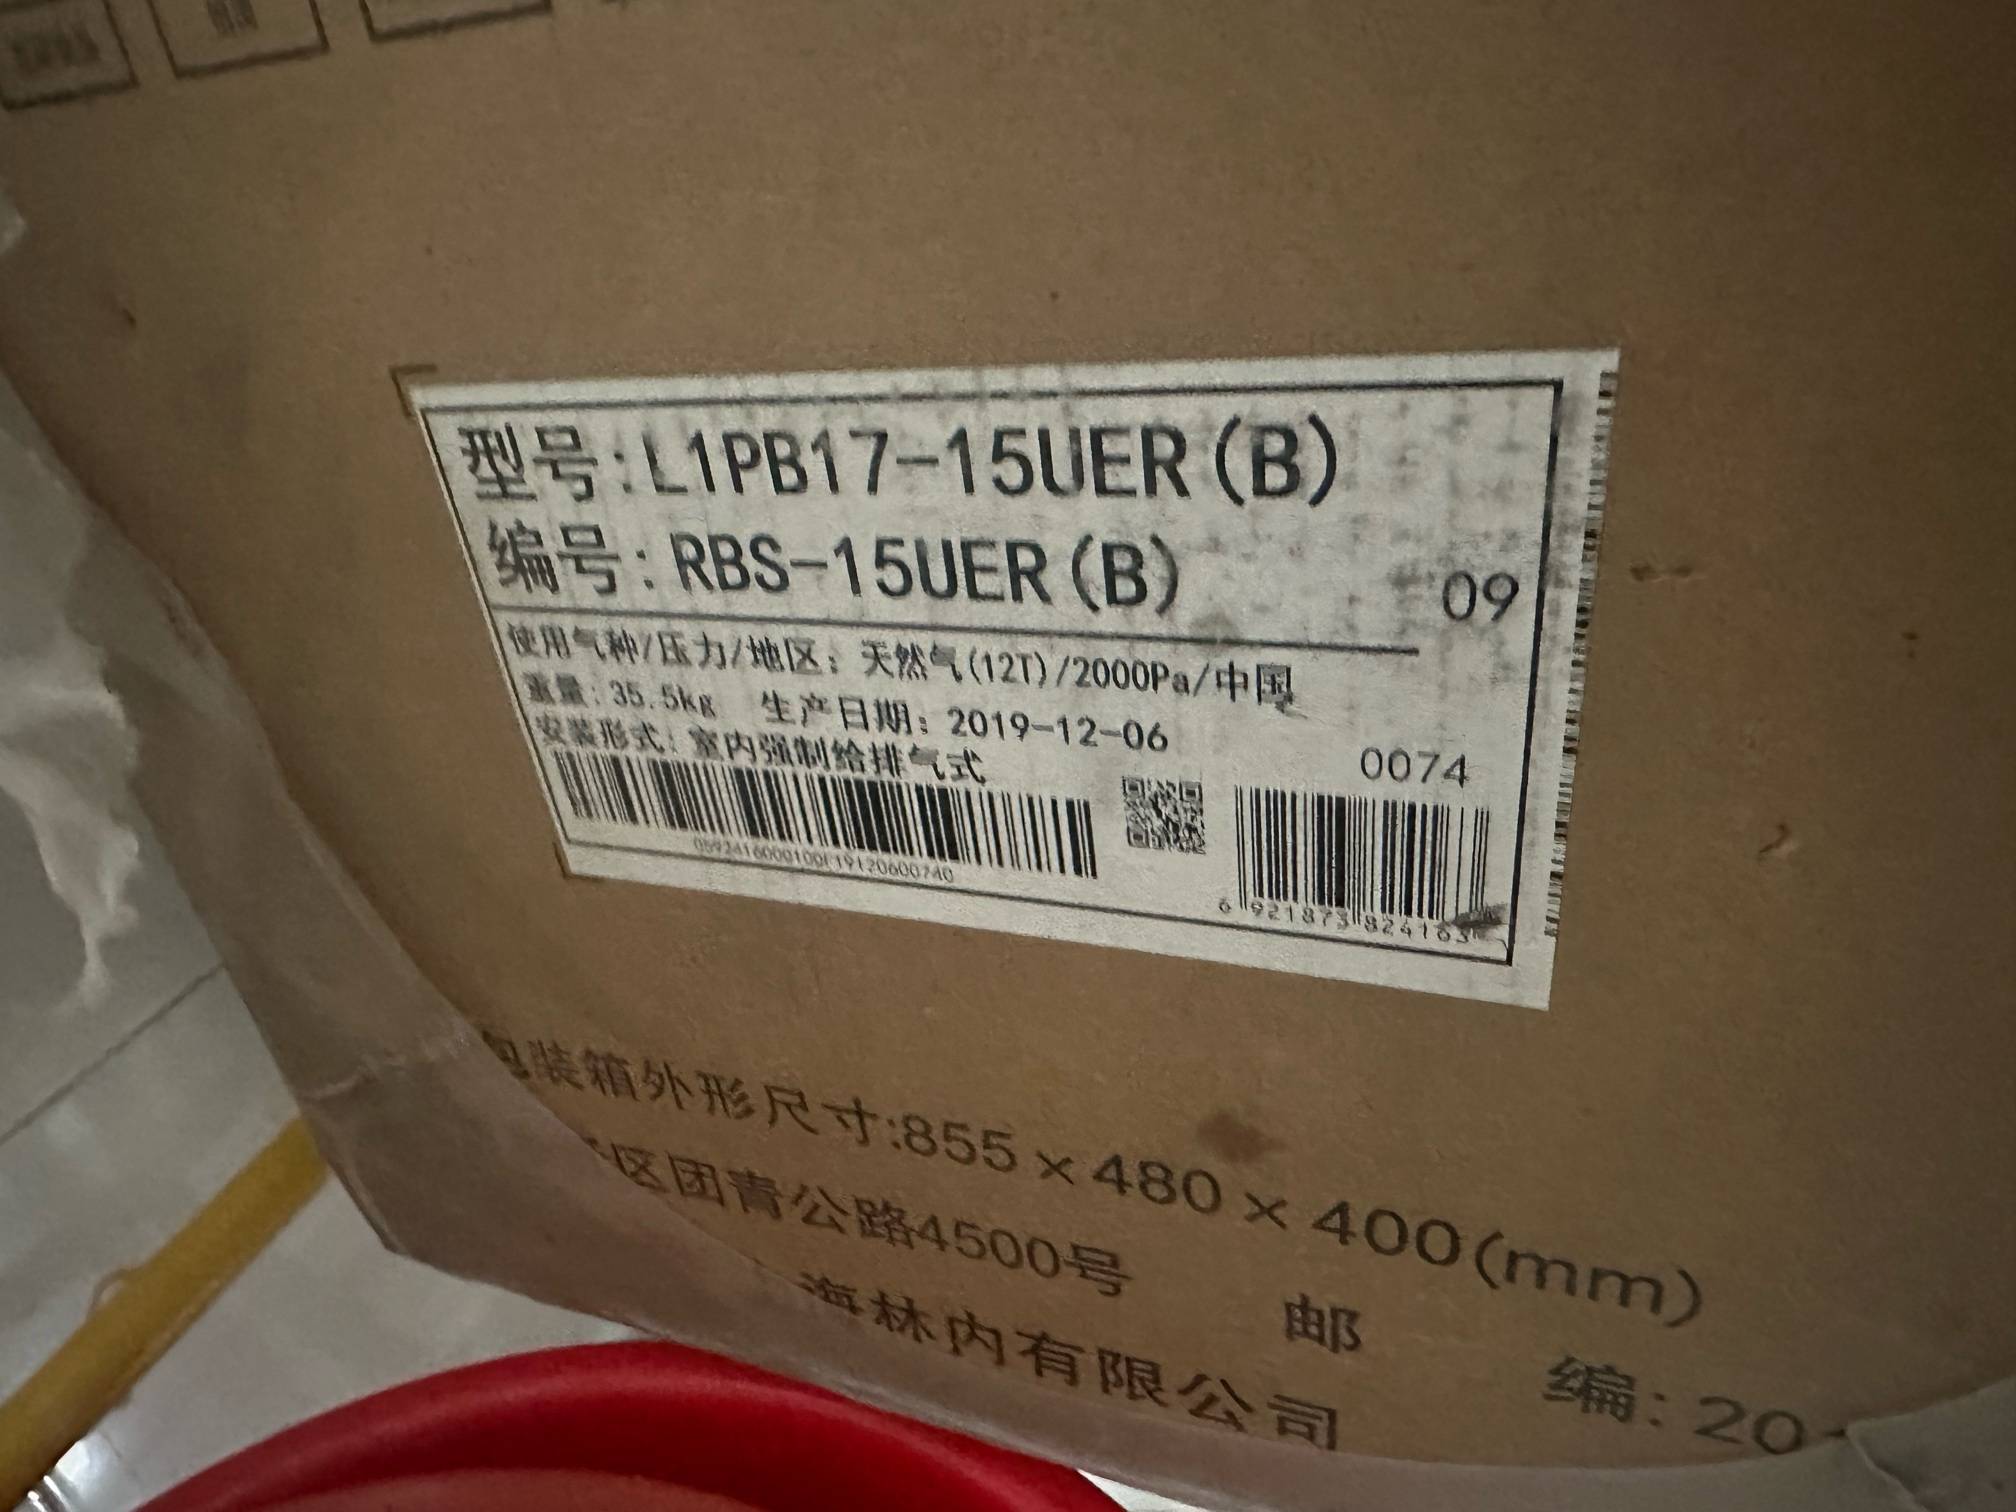 型号:L1PB17-15UER(B)
编号:RBS-15UER(B)
09
使用气种/压力/地区: 天然气(12T)/2000Pa/中国
重量: 35.5kg 生产日期: 2019-12-06
安装形式: 室内强制给排气式
0074
6 921873 824163
包装箱外形尺寸:855×480×400(mm)
区团青公路4500号 邮 编: 20
海林内有限公司